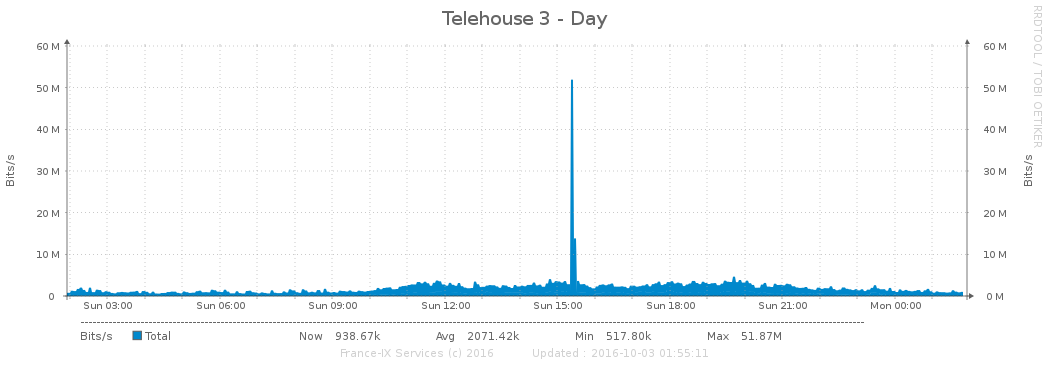 Telehouse 3 - Day
RRDTOOL / TOBI OETIKER
Bits/s
60 M 60 M
50 M 50 M
40 M 40 M
30 M 30 M
20 M 20 M
10 M 10 M
0 0 M
Bits/s
Sun 03:00 Sun 06:00 Sun 09:00 Sun 12:00 Sun 15:00 Sun 18:00 Sun 21:00 Mon 00:00
Bits/s Total Now 938.67k Avg 2071.42k Min 517.80k Max 51.87M
France-IX Services (c) 2016 Updated : 2016-10-03 01:55:11